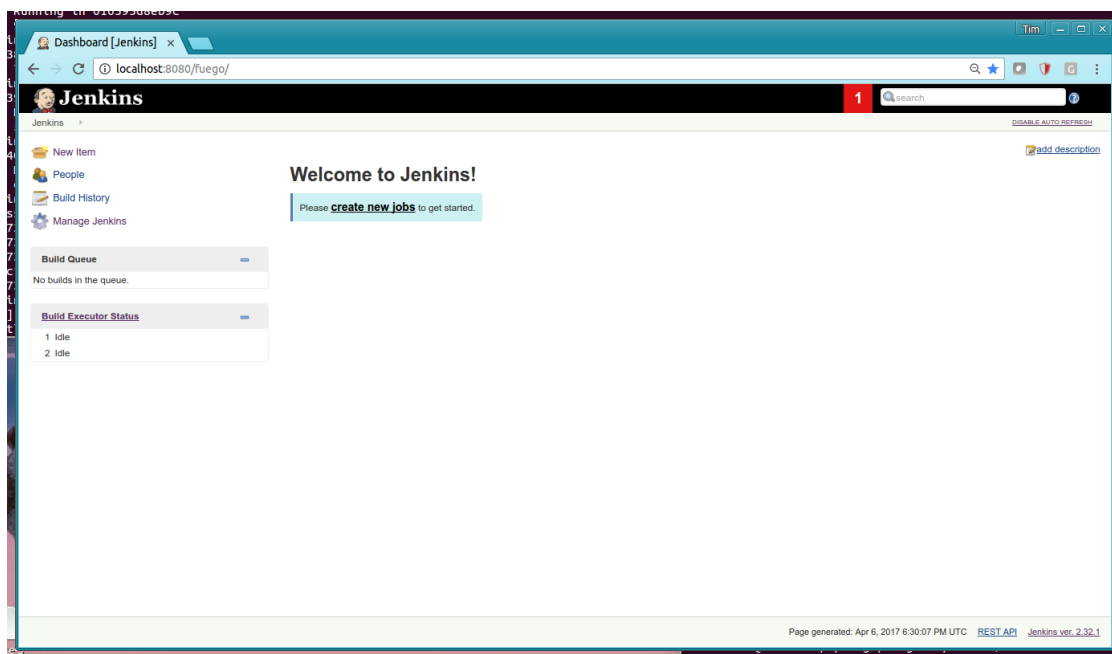 Running in 016395d8eb9c
Tim
Dashboard [Jenkins]
localhost:8080/fuego/
Jenkins
1
search
Jenkins
DISABLE AUTO REFRESH
New Item
add description
People
Welcome to Jenkins!
Build History
Please create new jobs to get started.
Manage Jenkins
Build Queue
No builds in the queue.
Build Executor Status
1 Idle
2 Idle
Page generated: Apr 6, 2017 6:30:07 PM UTC REST API Jenkins ver. 2.32.1